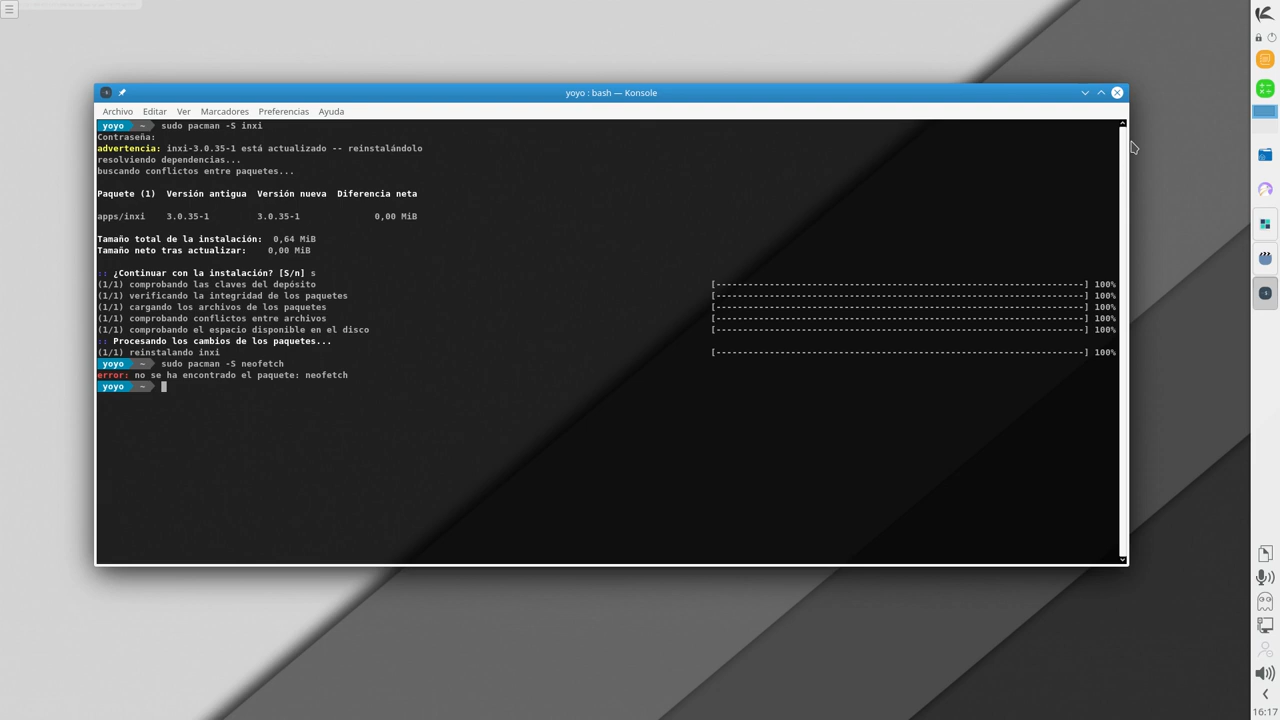 yoyo : bash — Konsole
Archivo Editar Ver Marcadores Preferencias Ayuda
yoyo ~ sudo pacman -S inxi
Contraseña:
advertencia: inxi-3.0.35-1 está actualizado -- reinstalándolo
resolviendo dependencias...
buscando conflictos entre paquetes...
Paquete (1) Versión antigua Versión nueva Diferencia neta
apps/inxi 3.0.35-1 3.0.35-1 0,00 MiB
Tamaño total de la instalación: 0,64 MiB
Tamaño neto tras actualizar: 0,00 MiB
:: ¿Continuar con la instalación? [S/n] s
(1/1) comprobando las claves del depósito [----------------------------------------------------------------------] 100%
(1/1) verificando la integridad de los paquetes [----------------------------------------------------------------------] 100%
(1/1) cargando los archivos de los paquetes [----------------------------------------------------------------------] 100%
(1/1) comprobando conflictos entre archivos [----------------------------------------------------------------------] 100%
(1/1) comprobando el espacio disponible en el disco [----------------------------------------------------------------------] 100%
:: Procesando los cambios de los paquetes...
(1/1) reinstalando inxi [----------------------------------------------------------------------] 100%
yoyo ~ sudo pacman -S neofetch
error: no se ha encontrado el paquete: neofetch
yoyo ~
16:17